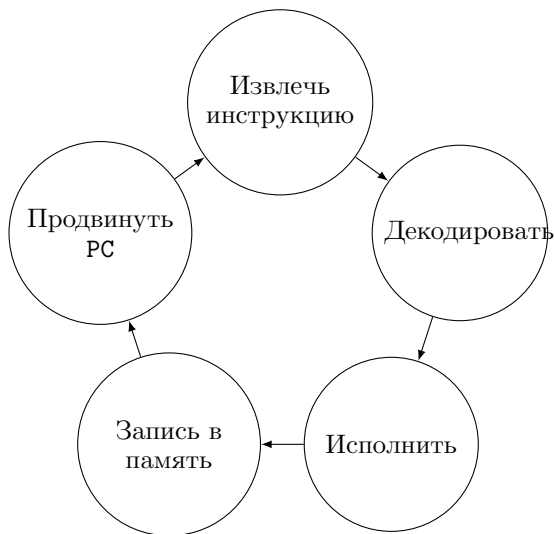 Извлечь
инструкцию
Декодировать
Исполнить
Запись в
память
Продвинуть
PC